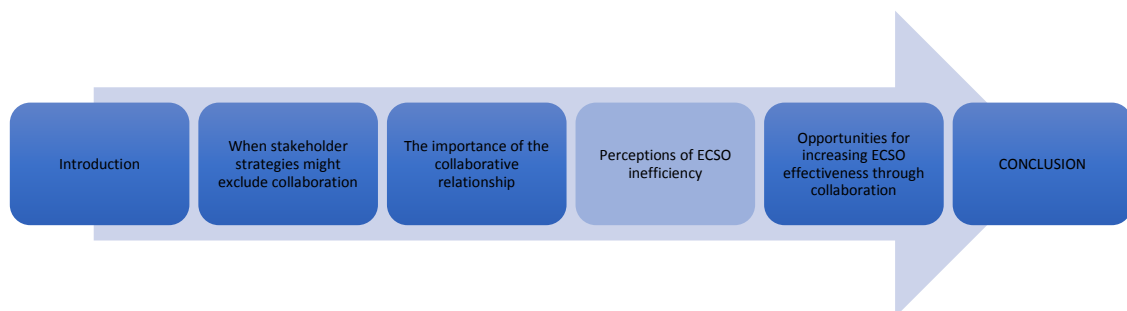 Introduction
When stakeholder
strategies might
exclude collaboration
The importance of the
collaborative
relationship
Perceptions of ECSO
inefficiency
Opportunities for
increasing ECSO
effectiveness through
collaboration
CONCLUSION